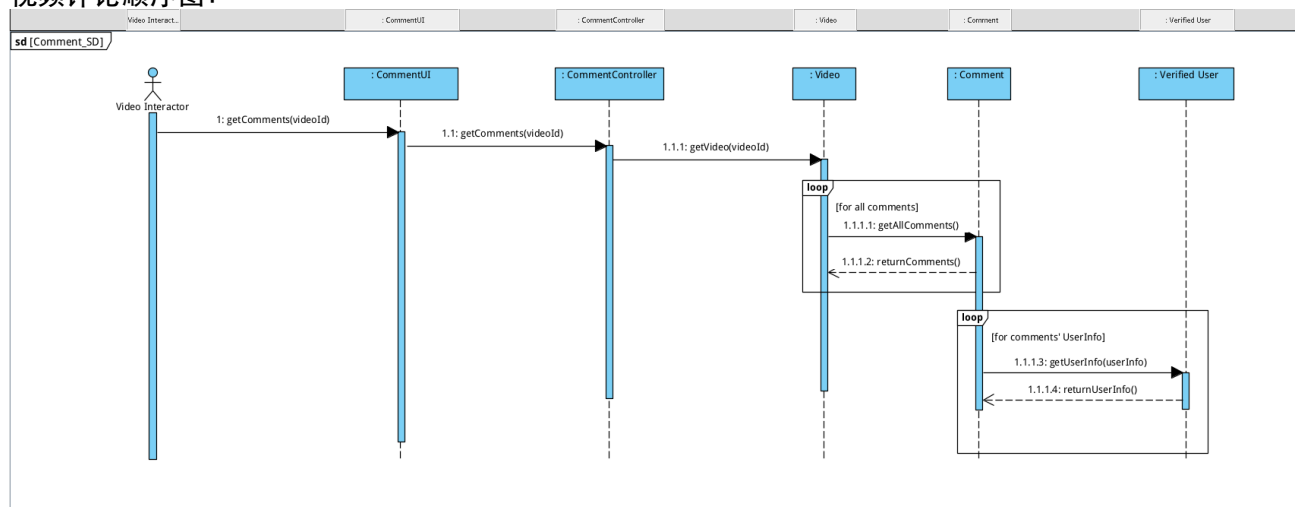 视频评论顺序图:
Video Interact...
: CommentUI
: CommentController
: Video
: Comment
: Verified User
sd [Comment_SD]
: CommentUI
: CommentController
: Video
: Comment
: Verified User
Video Interactor
1: getComments(videoId)
1.1: getComments(videoId)
1.1.1: getVideo(videoId)
loop
[for all comments]
1.1.1.1: getAllComments()
1.1.1.2: returnComments()
loop
[for comments' UserInfo]
1.1.1.3: getUserInfo(userInfo)
1.1.1.4: returnUserInfo()